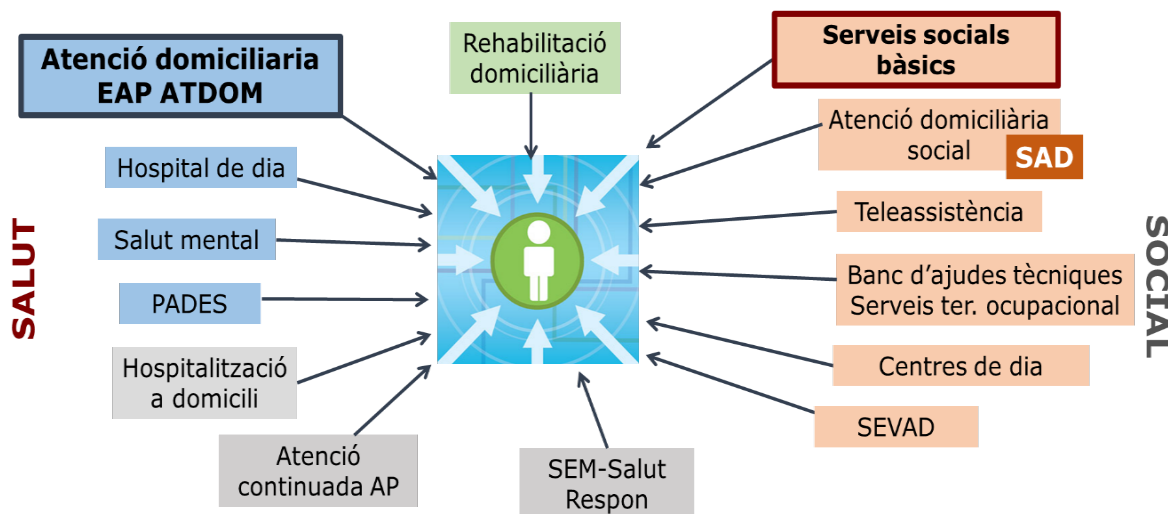 Atenció domiciliaria
EAP ATDOM
Rehabilitació
domiciliària
Serveis socials
bàsics
Hospital de dia
Salut mental
PADES
Hospitalització
a domicili
Atenció
continuada AP
SEM-Salut
Respon
Atenció domiciliària
social
SAD
Teleassistència
Banc d’ajudes tècniques
Serveis ter. ocupacional
Centres de dia
SEVAD
SALUT
SOCIAL